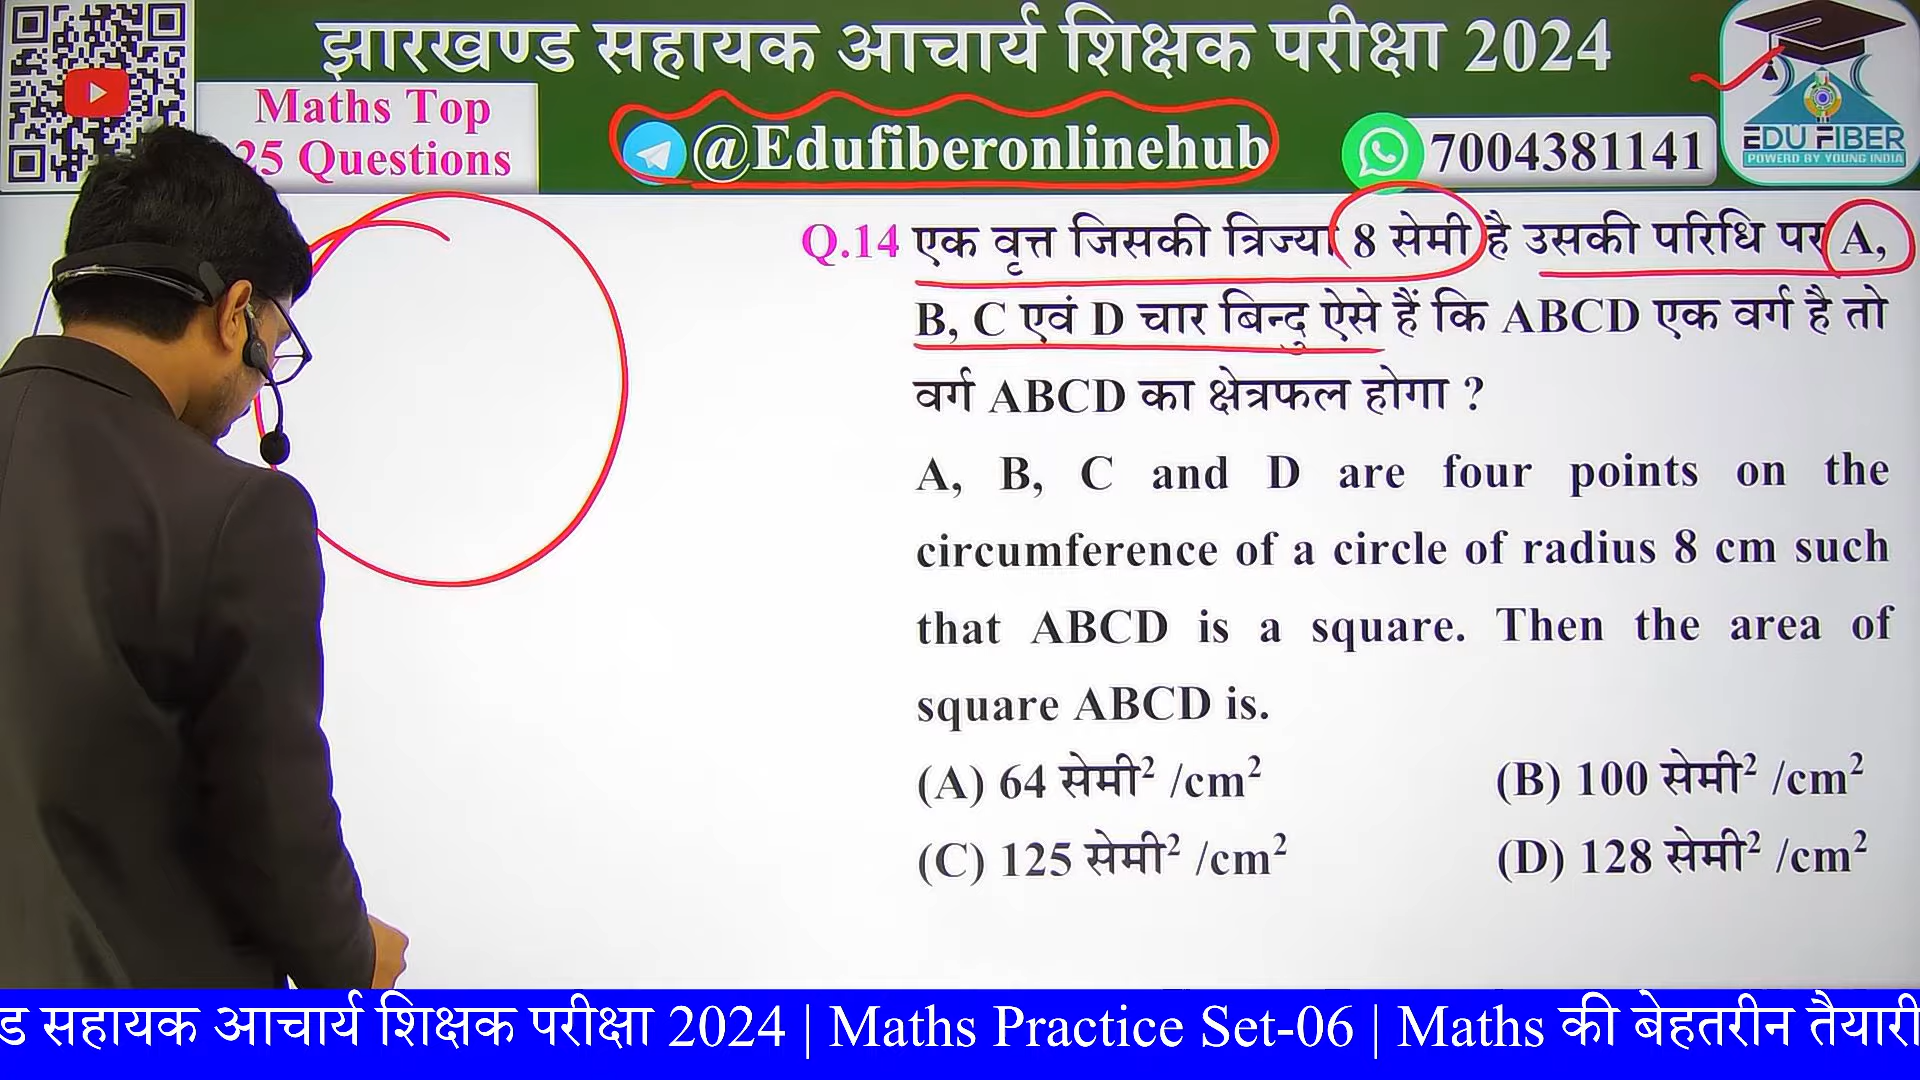 झारखण्ड सहायक आचार्य शिक्षक परीक्षा 2024
Maths Top
25 Questions
@Edufiberonlinehub
7004381141
EDU FIBER
POWERD BY YOUNG INDIA
Q.14 एक वृत्त जिसकी त्रिज्या 8 सेमी है उसकी परिधि पर A,
B, C एवं D चार बिन्दु ऐसे हैं कि ABCD एक वर्ग है तो
वर्ग ABCD का क्षेत्रफल होगा ?
A, B, C and D are four points on the
circumference of a circle of radius 8 cm such
that ABCD is a square. Then the area of
square ABCD is.
(A) 64 सेमी² /cm² (B) 100 सेमी² /cm²
(C) 125 सेमी² /cm² (D) 128 सेमी² /cm²
ड सहायक आचार्य शिक्षक परीक्षा 2024 | Maths Practice Set-06 | Maths की बेहतरीन तैयारी